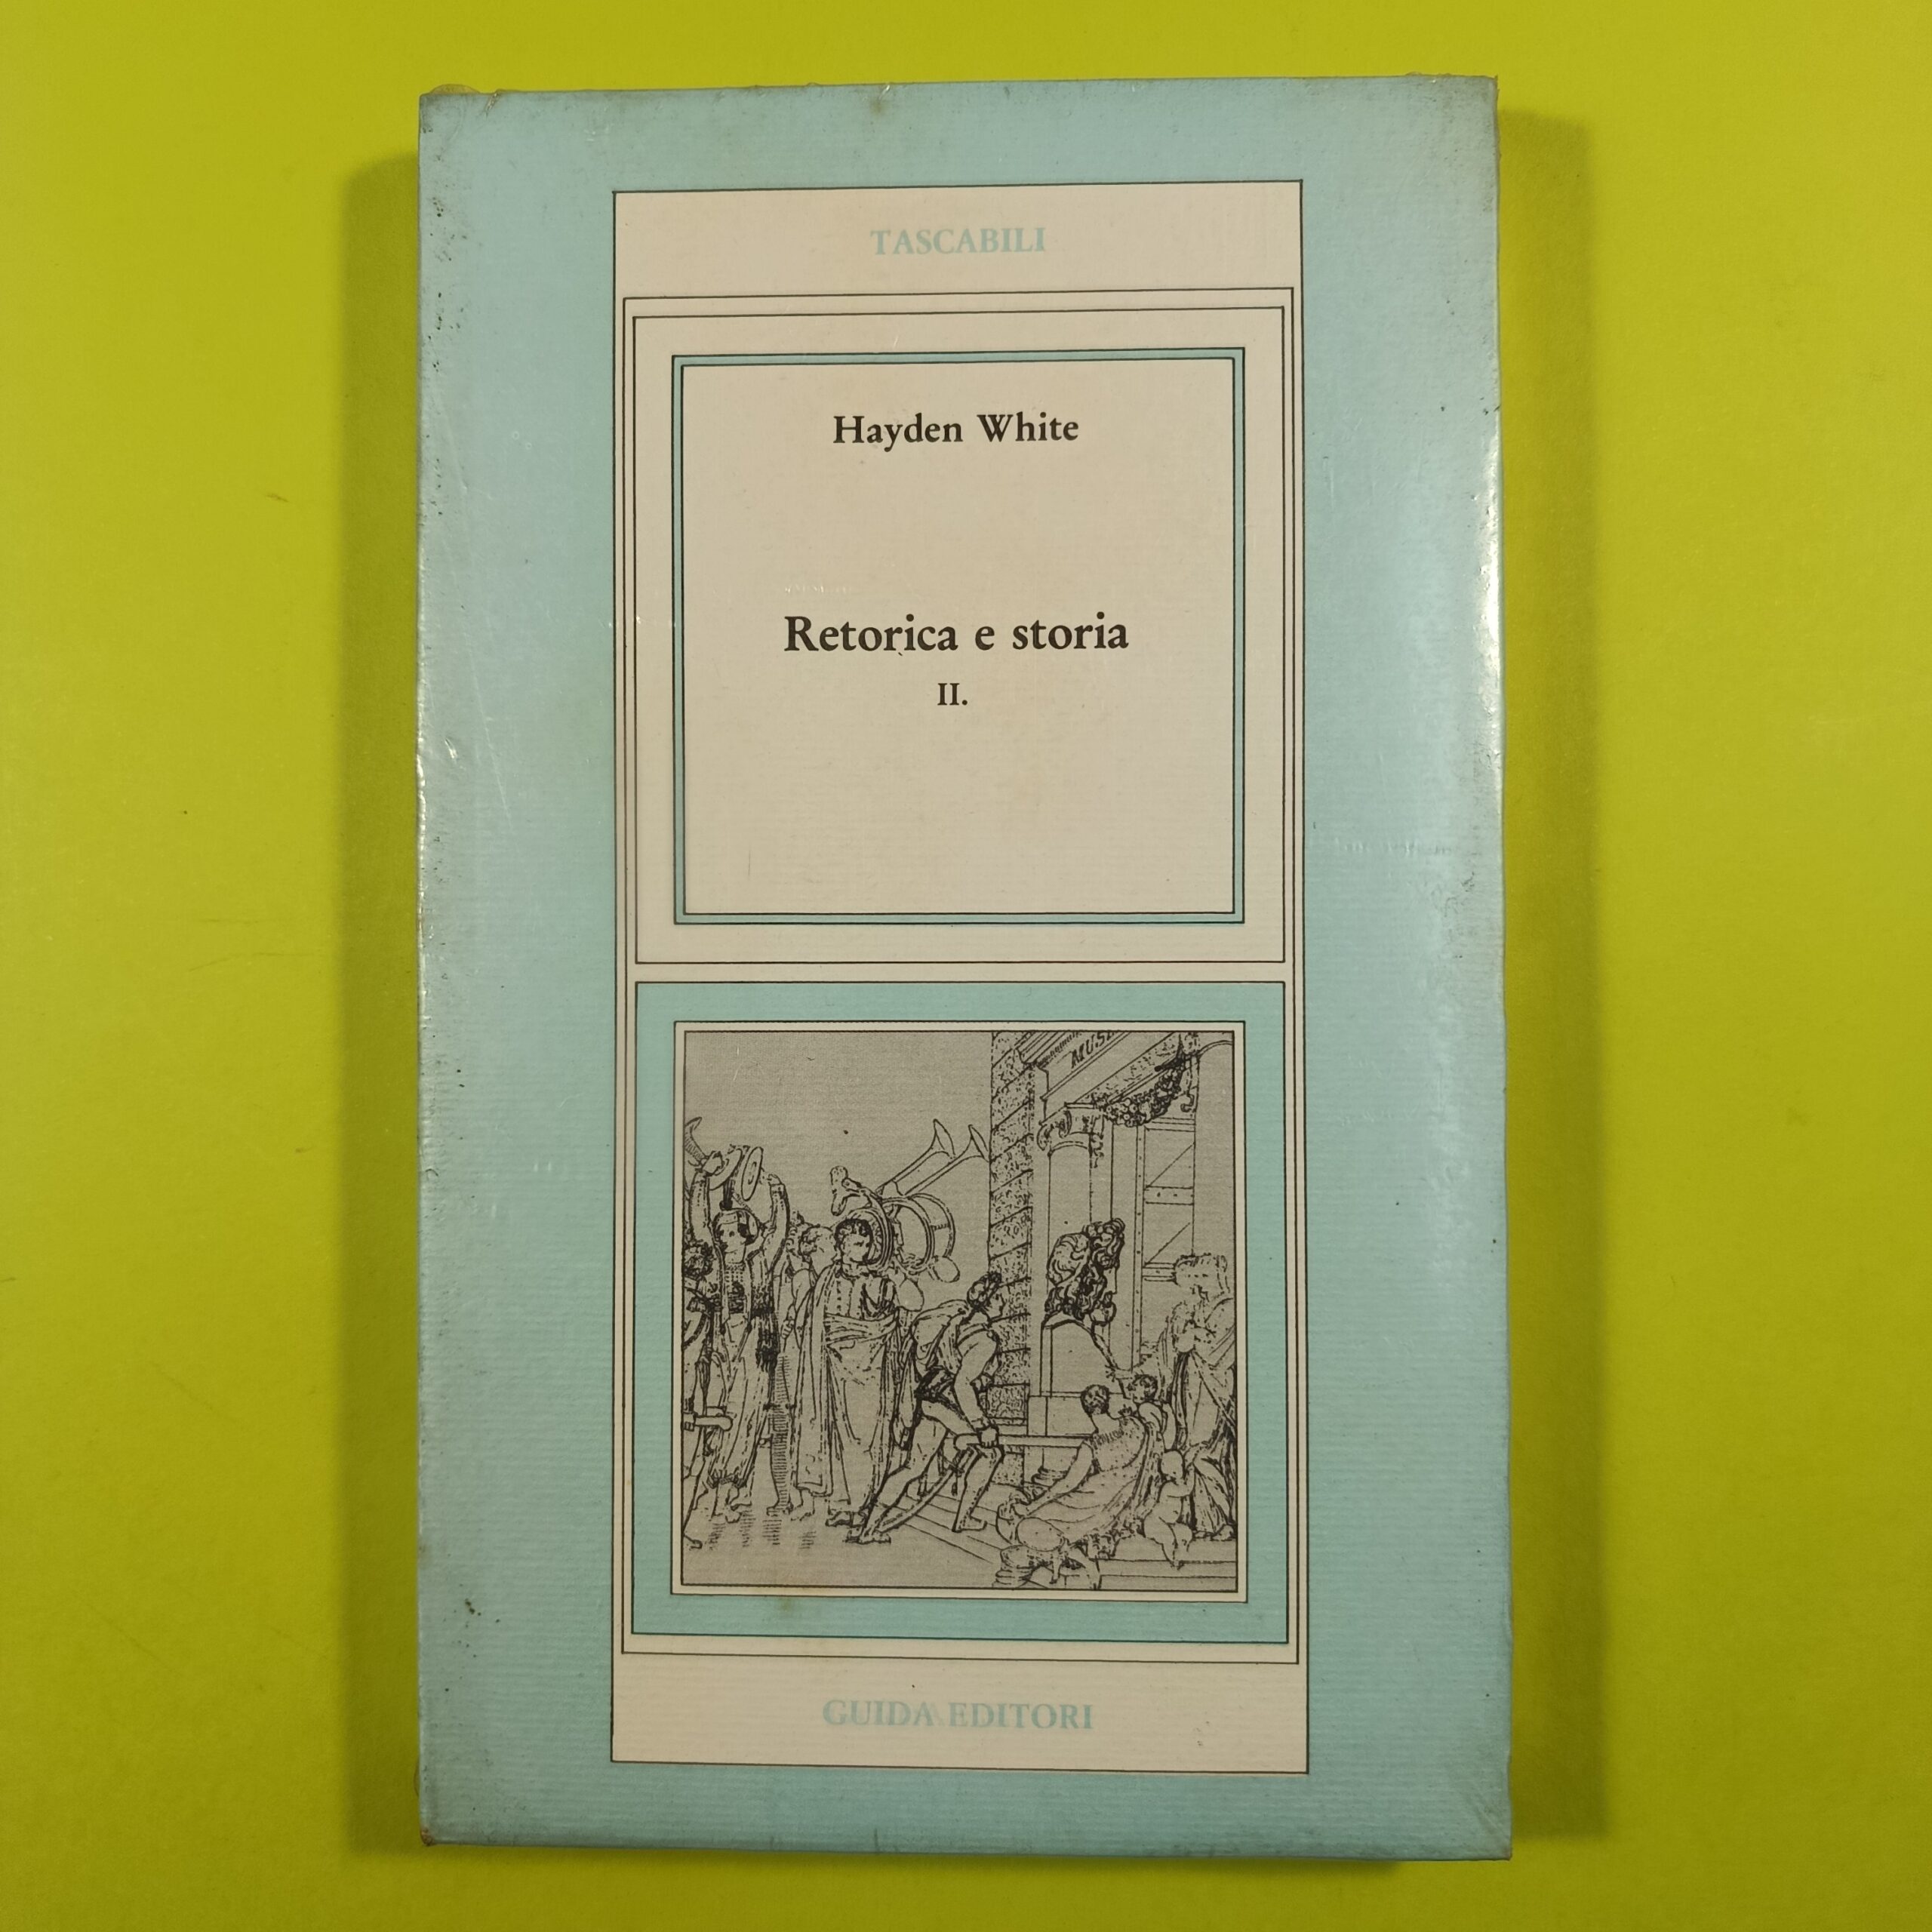 TASCABILI
Hayden White
Retorica e storia
II.
GUIDA EDITORI